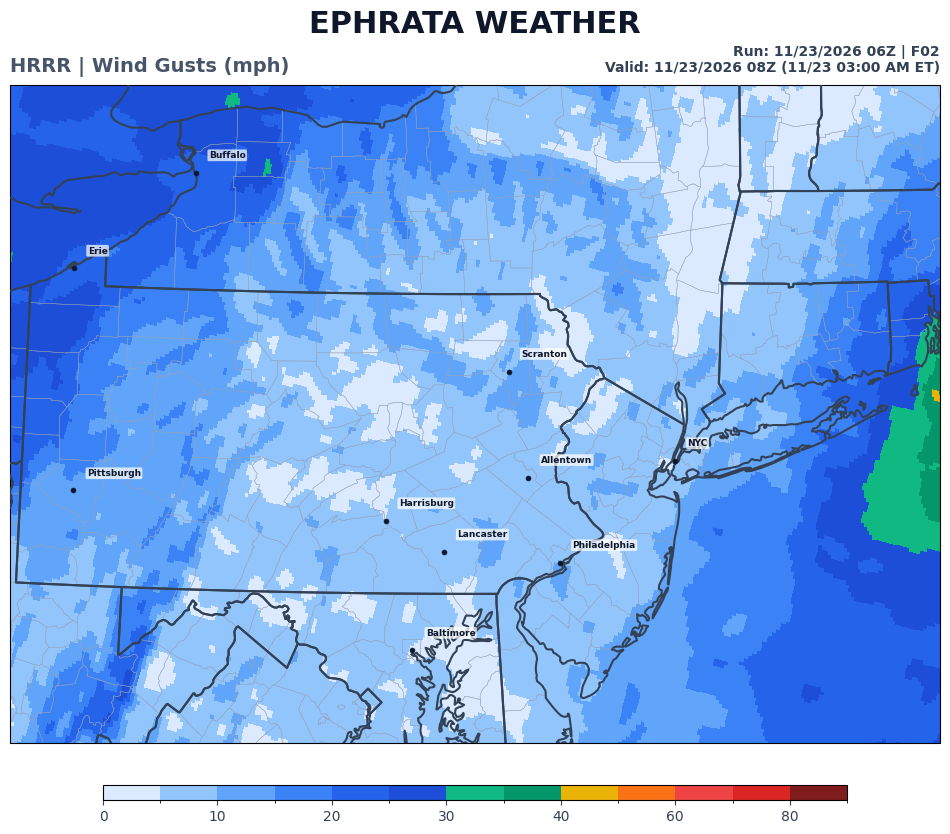 EPHRATA WEATHER
HRRR | Wind Gusts (mph)
Run: 11/23/2026 06Z | F02
Valid: 11/23/2026 08Z (11/23 03:00 AM ET)
Buffalo
Erie
Scranton
NYC
Allentown
Pittsburgh
Harrisburg
Lancaster
Philadelphia
Baltimore
0 10 20 30 40 50 60 70 80